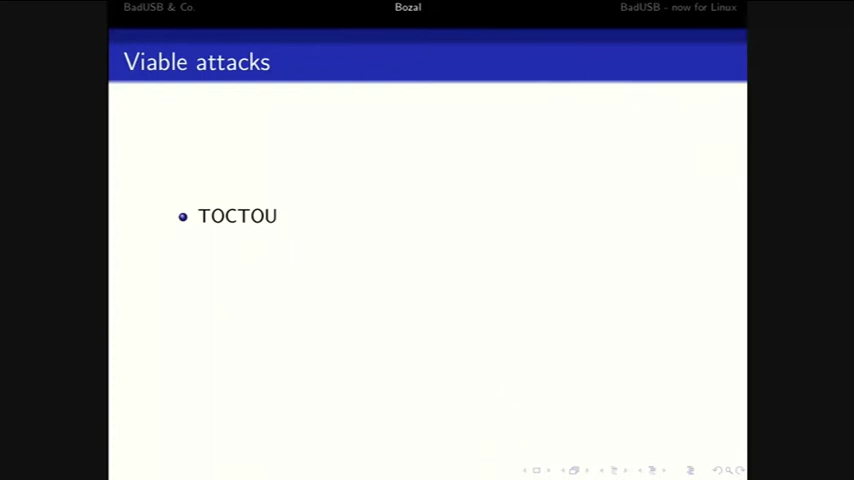 BadUSB & Co.
Bozal
BadUSB - now for Linux
Viable attacks
TOCTOU